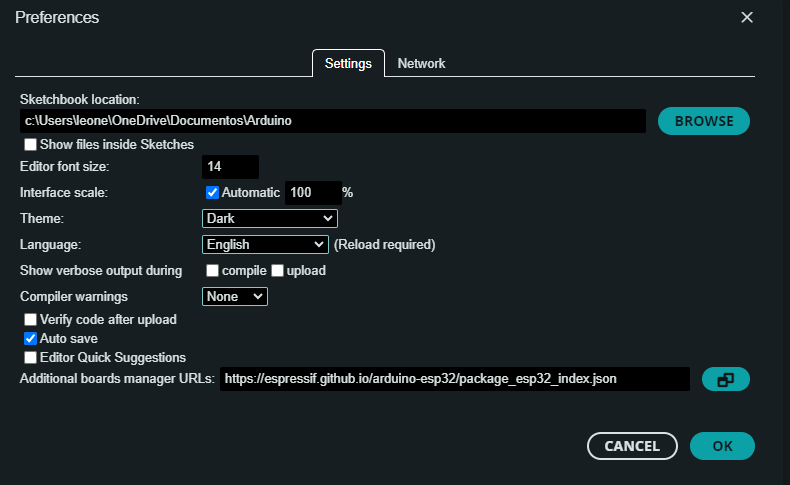 Preferences
Settings Network
Sketchbook location:
c:\Users\leone\OneDrive\Documentos\Arduino BROWSE
Show files inside Sketches
Editor font size: 14
Interface scale: Automatic 100 %
Theme: Dark
Language: English (Reload required)
Show verbose output during compile upload
Compiler warnings None
Verify code after upload
Auto save
Editor Quick Suggestions
Additional boards manager URLs: https://espressif.github.io/arduino-esp32/package_esp32_index.json
CANCEL OK